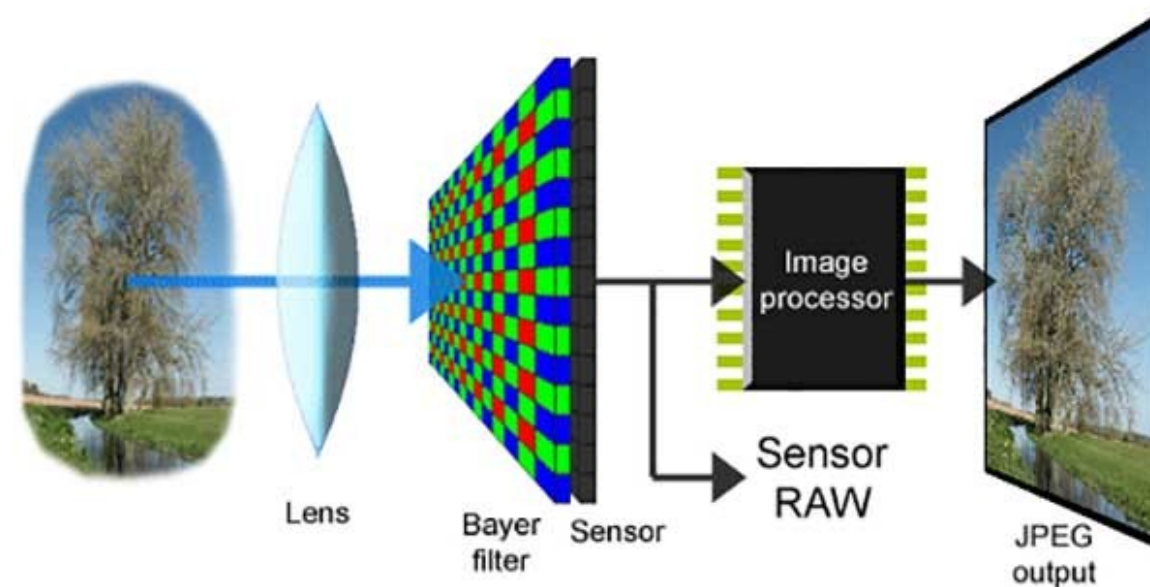 Lens
Bayer
filter
Sensor
Image
processor
Sensor
RAW
JPEG
output